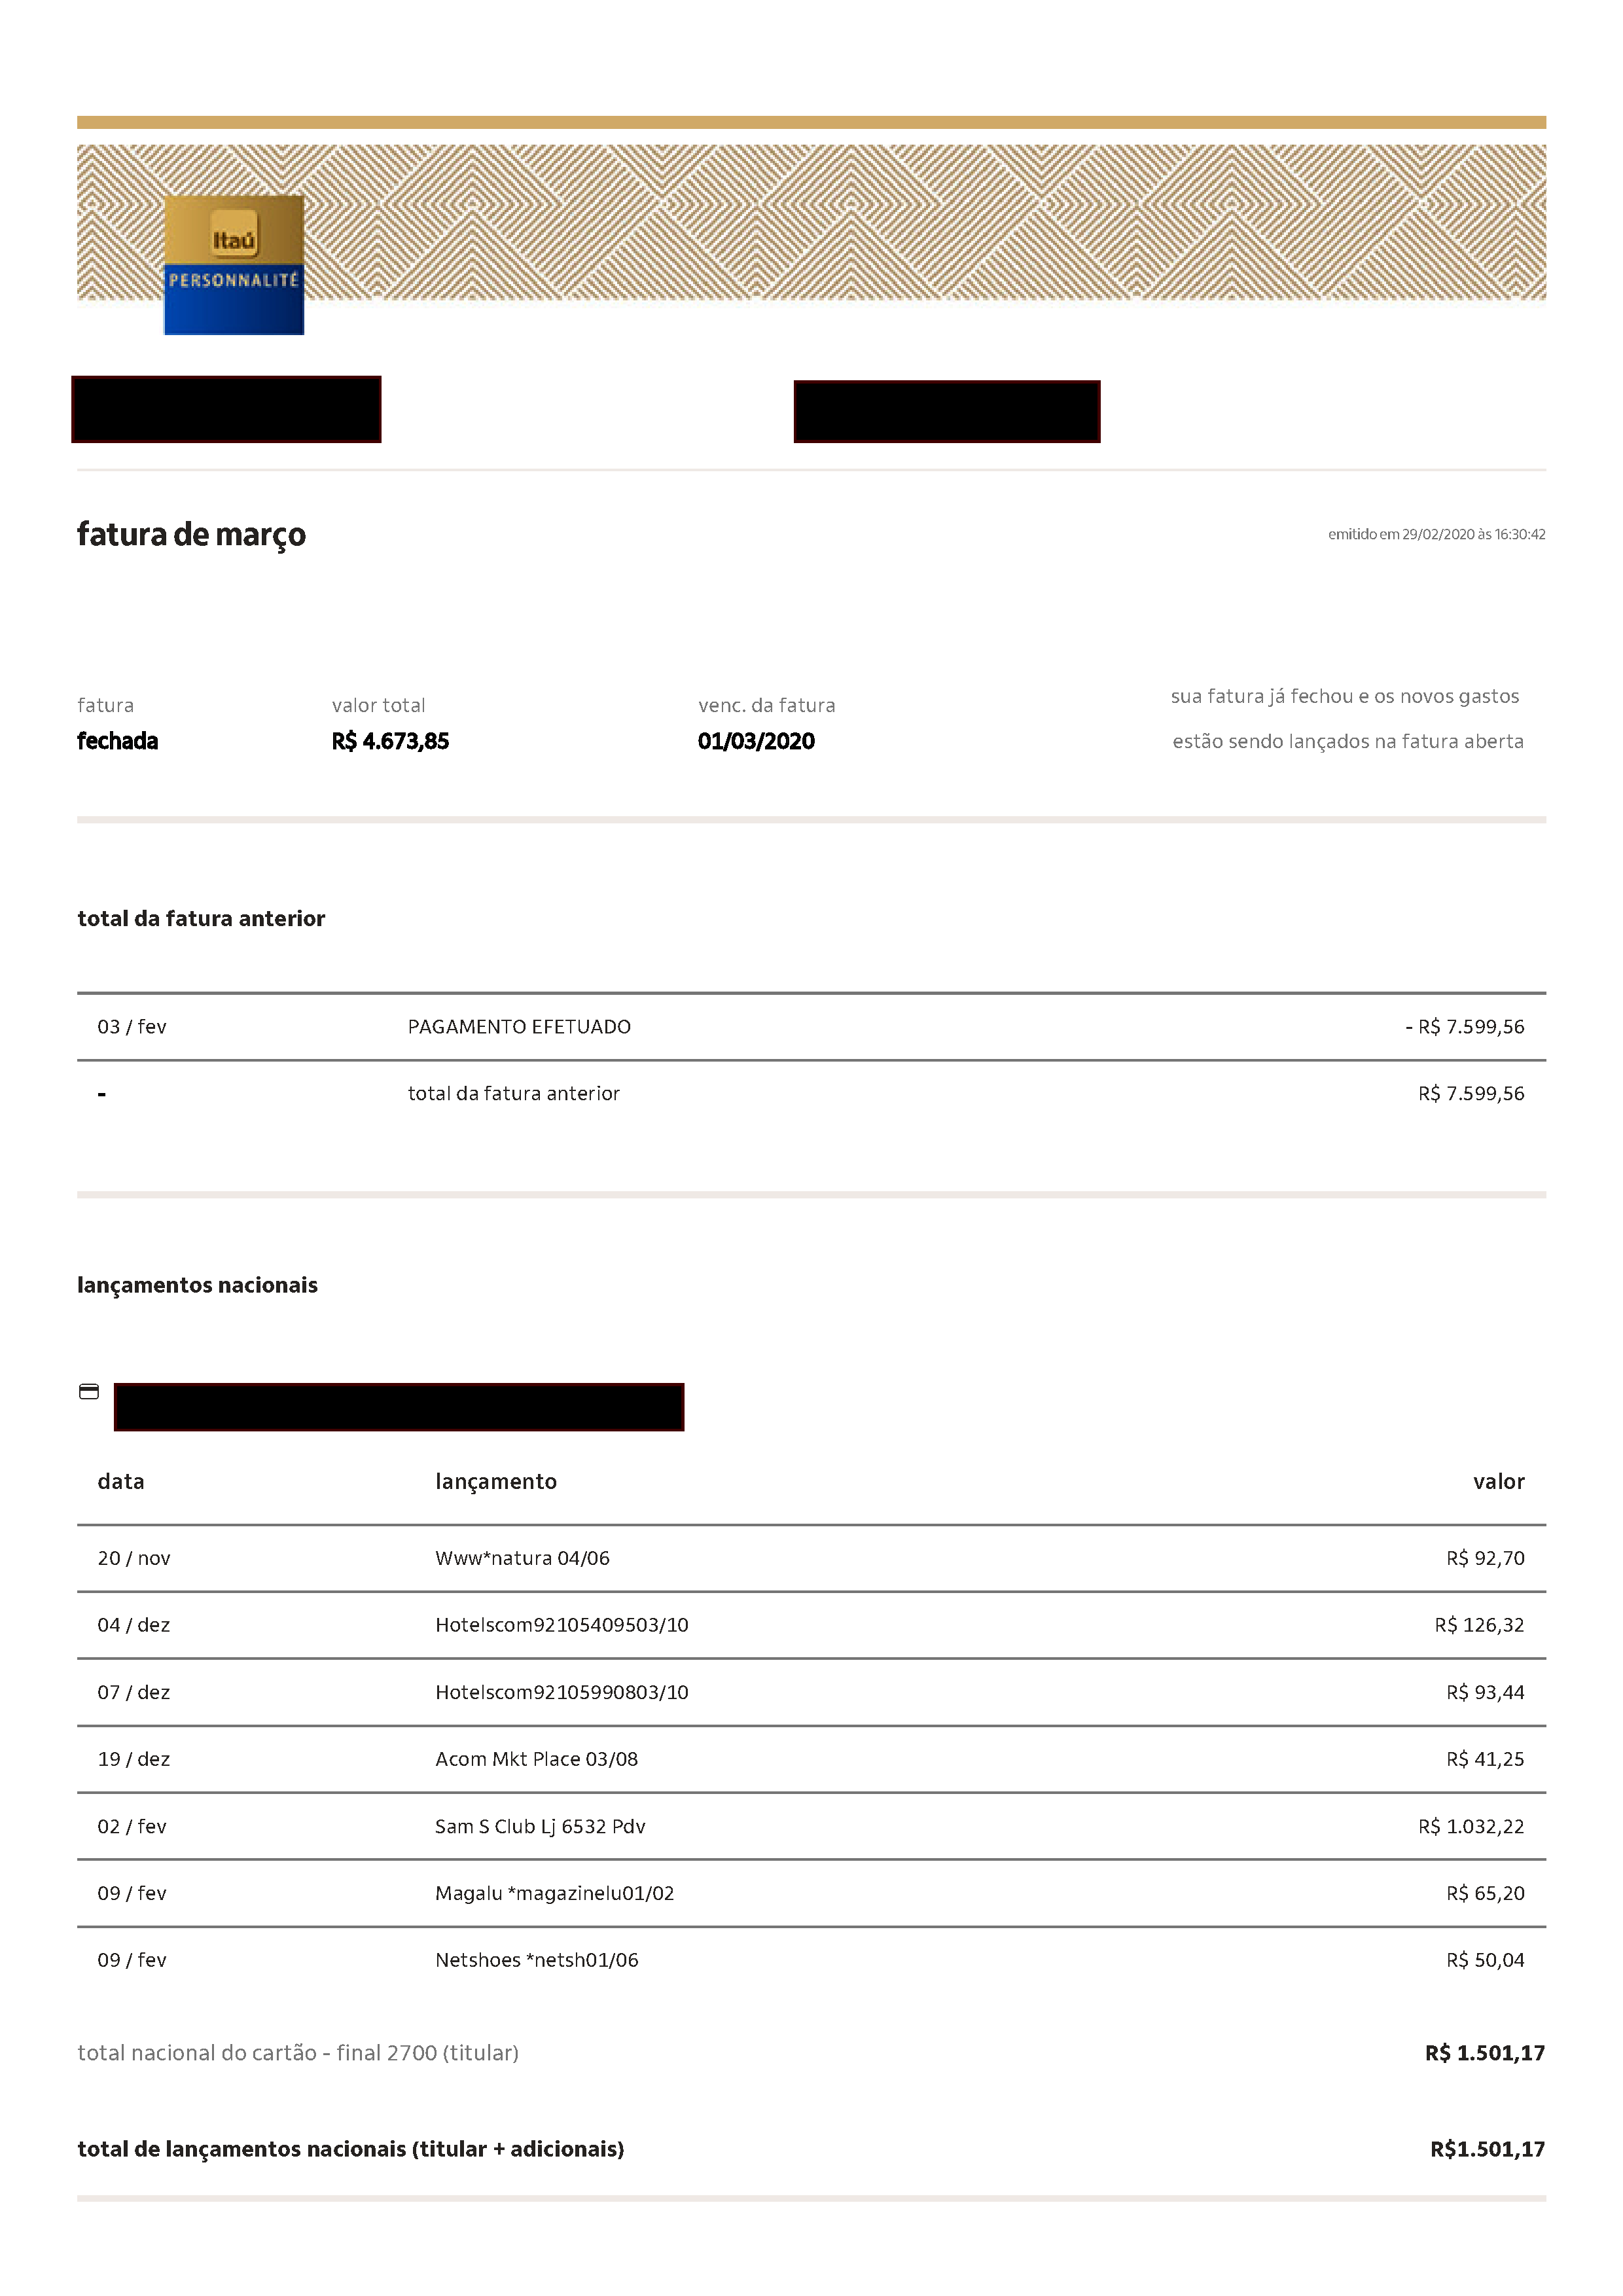 Itaú
PERSONNALITÉ
fatura de março
emitido em 29/02/2020 às 16:30:42
fatura valor total venc. da fatura sua fatura já fechou e os novos gastos
fechada R$ 4.673,85 01/03/2020 estão sendo lançados na fatura aberta
total da fatura anterior
03 / fev PAGAMENTO EFETUADO - R$ 7.599,56
- total da fatura anterior R$ 7.599,56
lançamentos nacionais
data lançamento valor
20 / nov Www*natura 04/06 R$ 92,70
04 / dez Hotelscom92105409503/10 R$ 126,32
07 / dez Hotelscom92105990803/10 R$ 93,44
19 / dez Acom Mkt Place 03/08 R$ 41,25
02 / fev Sam S Club Lj 6532 Pdv R$ 1.032,22
09 / fev Magalu *magazinelu01/02 R$ 65,20
09 / fev Netshoes *netsh01/06 R$ 50,04
total nacional do cartão - final 2700 (titular) R$ 1.501,17
total de lançamentos nacionais (titular + adicionais) R$1.501,17